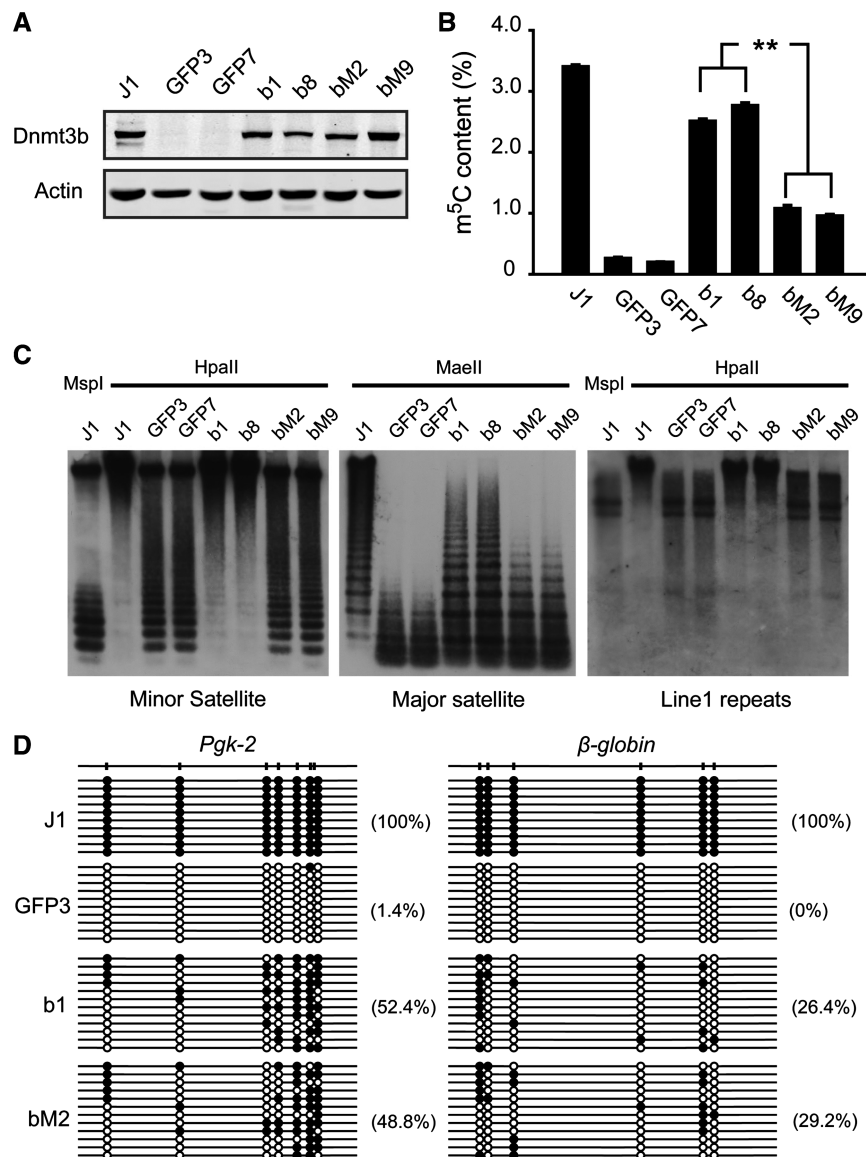 A
J1 GFP3 GFP7 b1 b8 bM2 bM9
Dnmt3b
Actin
B
m⁵C content (%)
4.0
3.0
2.0
1.0
0
**
J1 GFP3 GFP7 b1 b8 bM2 bM9
C
MspI HpaII
J1 J1 GFP3 GFP7 b1 b8 bM2 bM9
Minor Satellite
MaeII
J1 GFP3 GFP7 b1 b8 bM2 bM9
Major satellite
MspI HpaII
J1 J1 GFP3 GFP7 b1 b8 bM2 bM9
Line1 repeats
D
Pgk-2 β-globin
J1 (100%) (100%)
GFP3 (1.4%) (0%)
b1 (52.4%) (26.4%)
bM2 (48.8%) (29.2%)